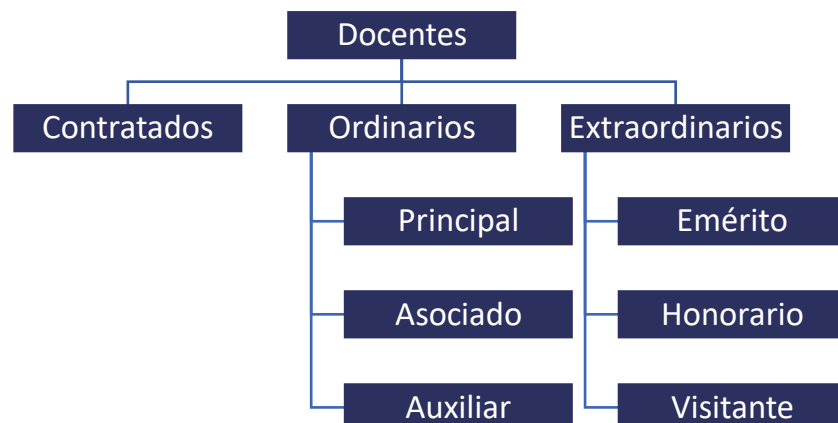 Docentes
Contratados
Ordinarios
Extraordinarios
Principal
Emérito
Asociado
Honorario
Auxiliar
Visitante